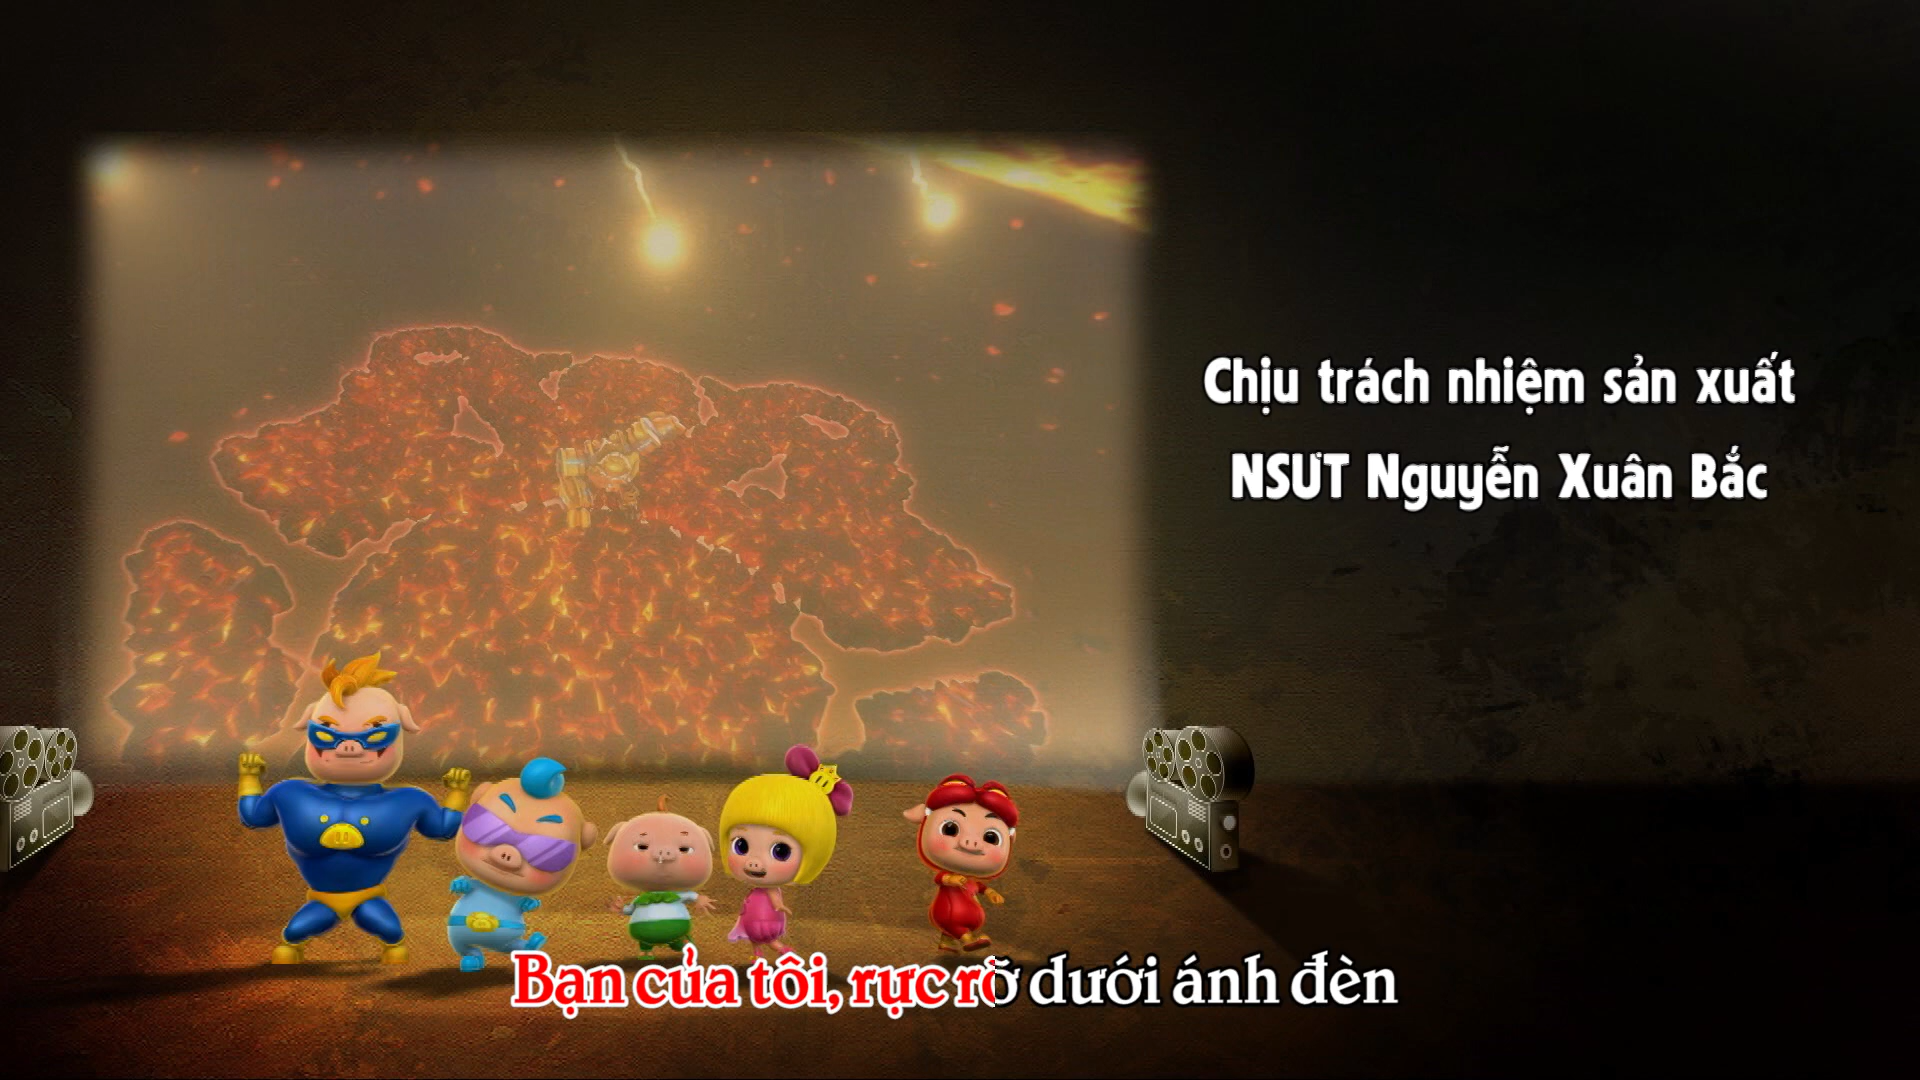 Chịu trách nhiệm sản xuất
NSƯT Nguyễn Xuân Bắc
Bạn của tôi, rực rỡ dưới ánh đèn